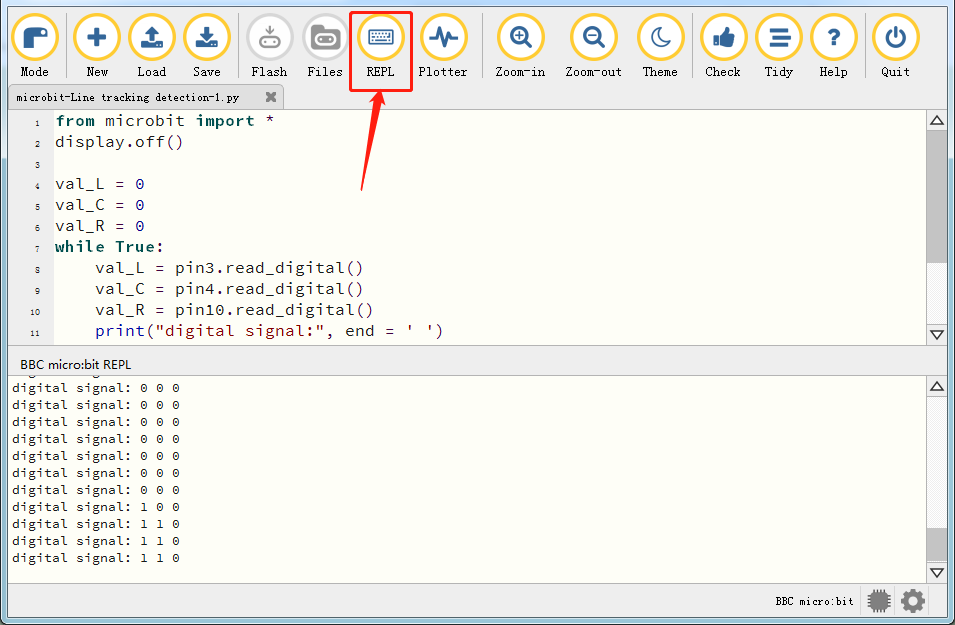 Mode New Load Save Flash Files REPL Plotter Zoom-in Zoom-out Theme Check Tidy Help Quit
microbit-Line tracking detection-1.py
1 from microbit import *
2 display.off()
3
4 val_L = 0
5 val_C = 0
6 val_R = 0
7 while True:
8 val_L = pin3.read_digital()
9 val_C = pin4.read_digital()
10 val_R = pin10.read_digital()
11 print("digital signal:", end = ' ')
BBC micro:bit REPL
digital signal: 0 0 0
digital signal: 0 0 0
digital signal: 0 0 0
digital signal: 0 0 0
digital signal: 0 0 0
digital signal: 0 0 0
digital signal: 0 0 0
digital signal: 1 0 0
digital signal: 1 1 0
digital signal: 1 1 0
digital signal: 1 1 0
BBC micro:bit